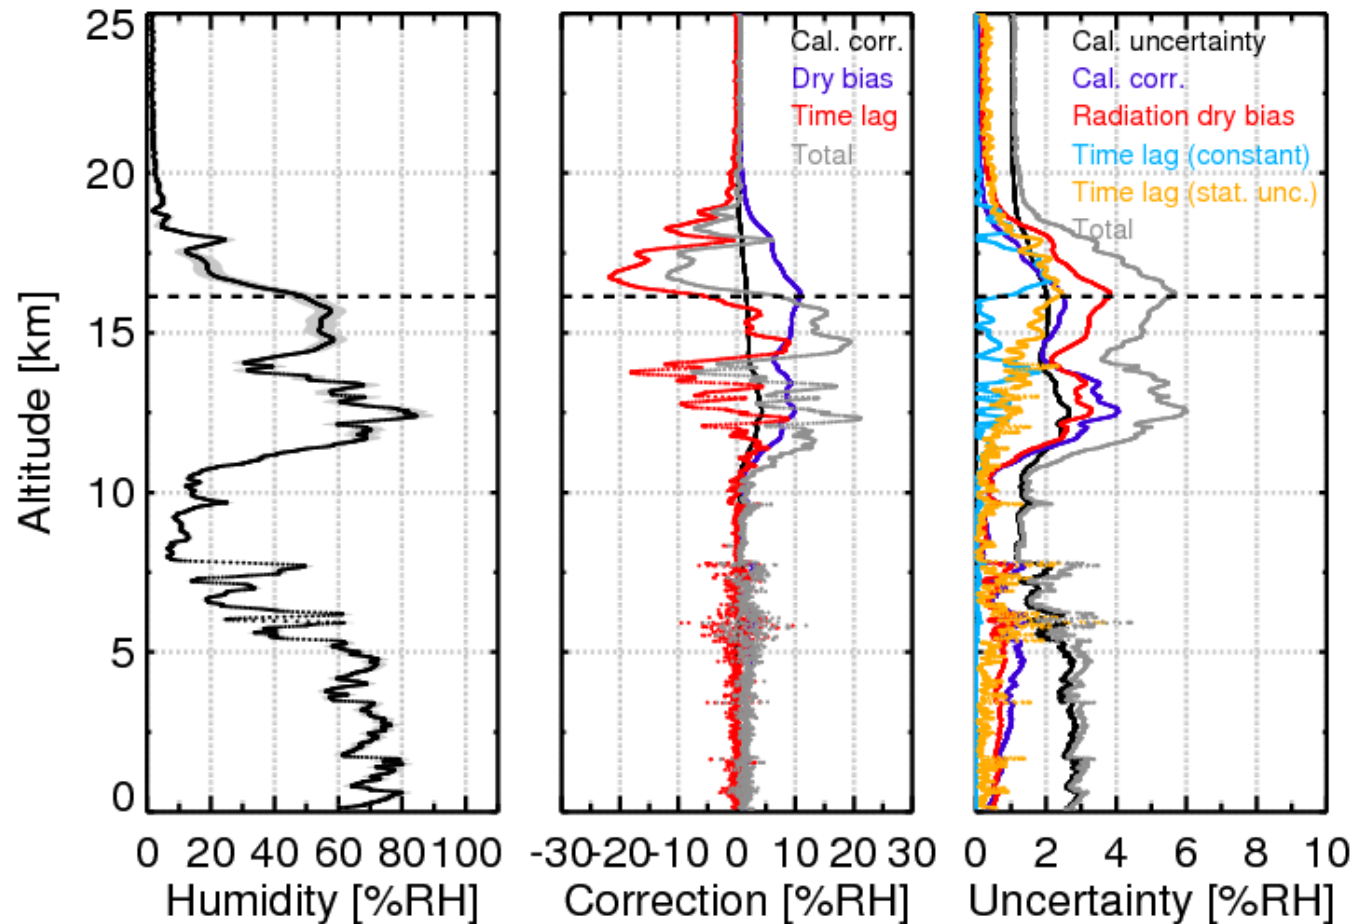 25
20
15
10
5
0
Altitude [km]
0 20 40 60 80 100
Humidity [%RH]
Cal. corr.
Dry bias
Time lag
Total
-30 -20 -10 0 10 20 30
Correction [%RH]
Cal. uncertainty
Cal. corr.
Radiation dry bias
Time lag (constant)
Time lag (stat. unc.)
Total
0 2 4 6 8 10
Uncertainty [%RH]